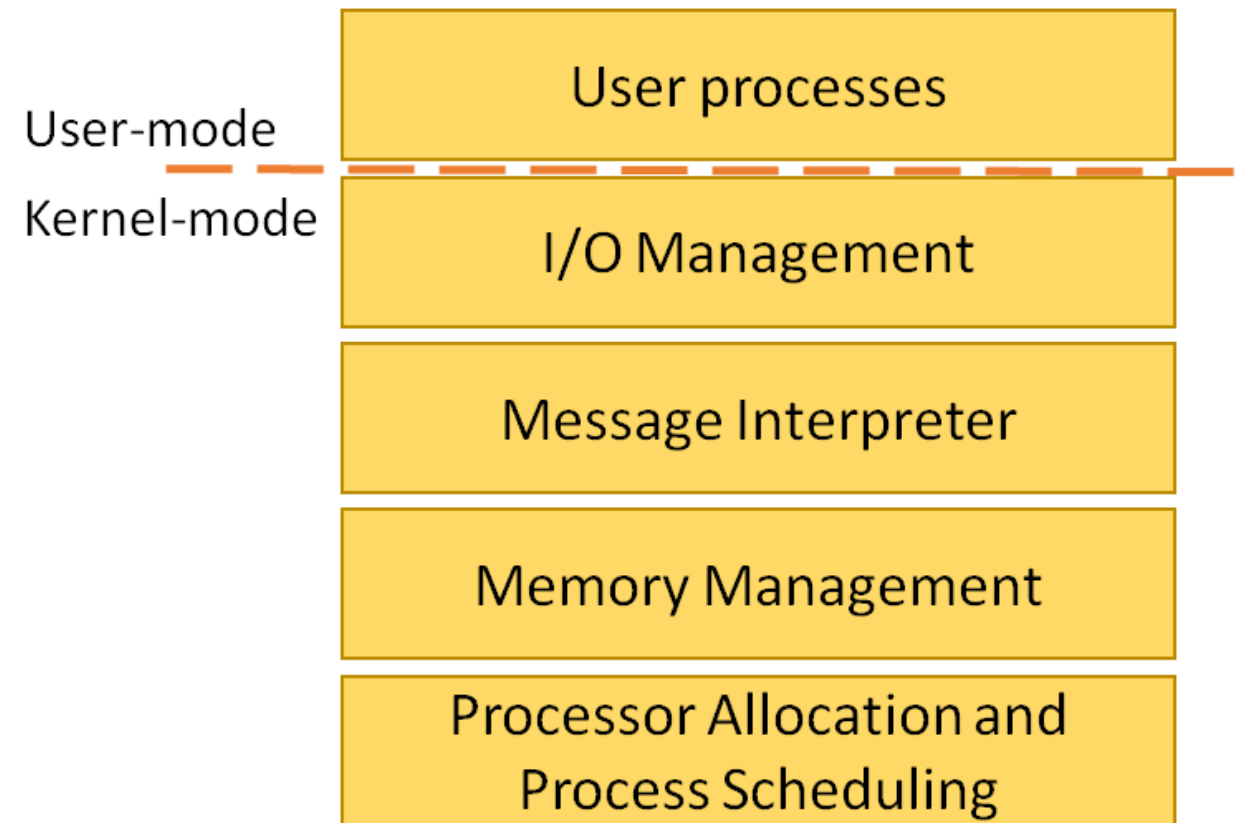 User processes
User-mode
Kernel-mode
I/O Management
Message Interpreter
Memory Management
Processor Allocation and
Process Scheduling